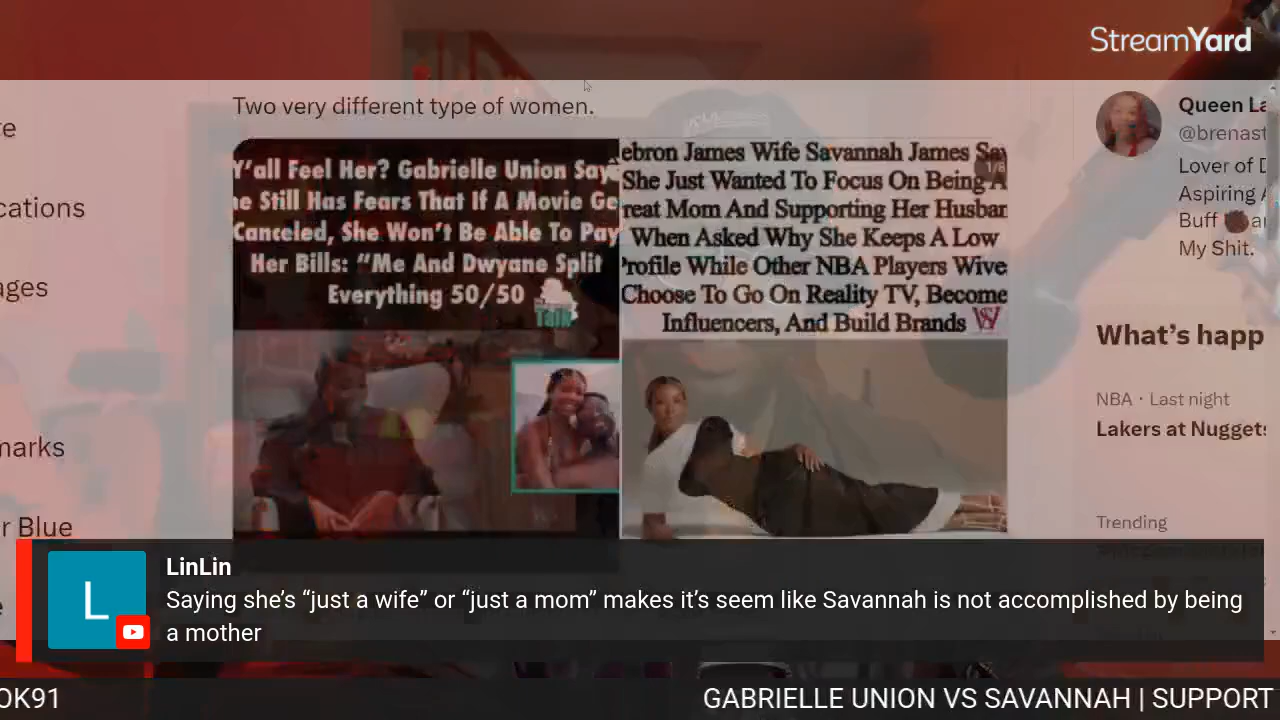 StreamYard
Two very different type of women.
Y'all Feel Her? Gabrielle Union Say
e Still Has Fears That If A Movie Ge
Canceled, She Won't Be Able To Pay
Her Bills: "Me And Dwyane Split
Everything 50/50
Talk
ebron James Wife Savannah James Say
1/8
She Just Wanted To Focus On Being A
reat Mom And Supporting Her Husban
When Asked Why She Keeps A Low
Profile While Other NBA Players Wive
Choose To Go On Reality TV, Become
Influencers, And Build Brands
cations
ages
marks
r Blue
Queen La
@brenast
Lover of D
Aspiring A
Buff
My Shit.
What's happ
NBA · Last night
Lakers at Nuggets
Trending
L
LinLin
Saying she's "just a wife" or "just a mom" makes it's seem like Savannah is not accomplished by being
a mother
OK91
GABRIELLE UNION VS SAVANNAH | SUPPORT